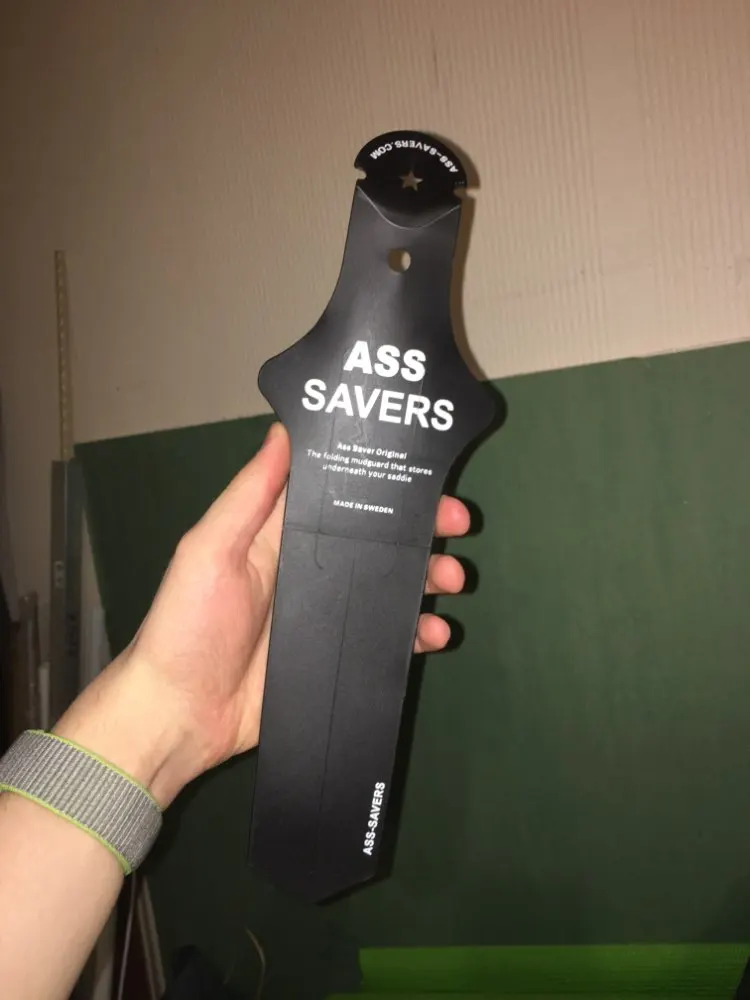 ASS-SAVERS.COM
ASS
SAVERS
Ass Saver Original
The folding mudguard that stores
underneath your saddle
MADE IN SWEDEN
ASS-SAVERS